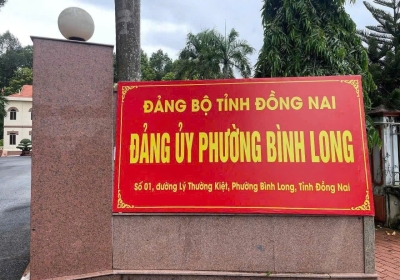 ĐẢNG BỘ TỈNH ĐỒNG NAI
ĐẢNG ỦY PHƯỜNG BÌNH LONG
Số 01, đường Lý Thường Kiệt, Phường Bình Long, Tỉnh Đồng Nai